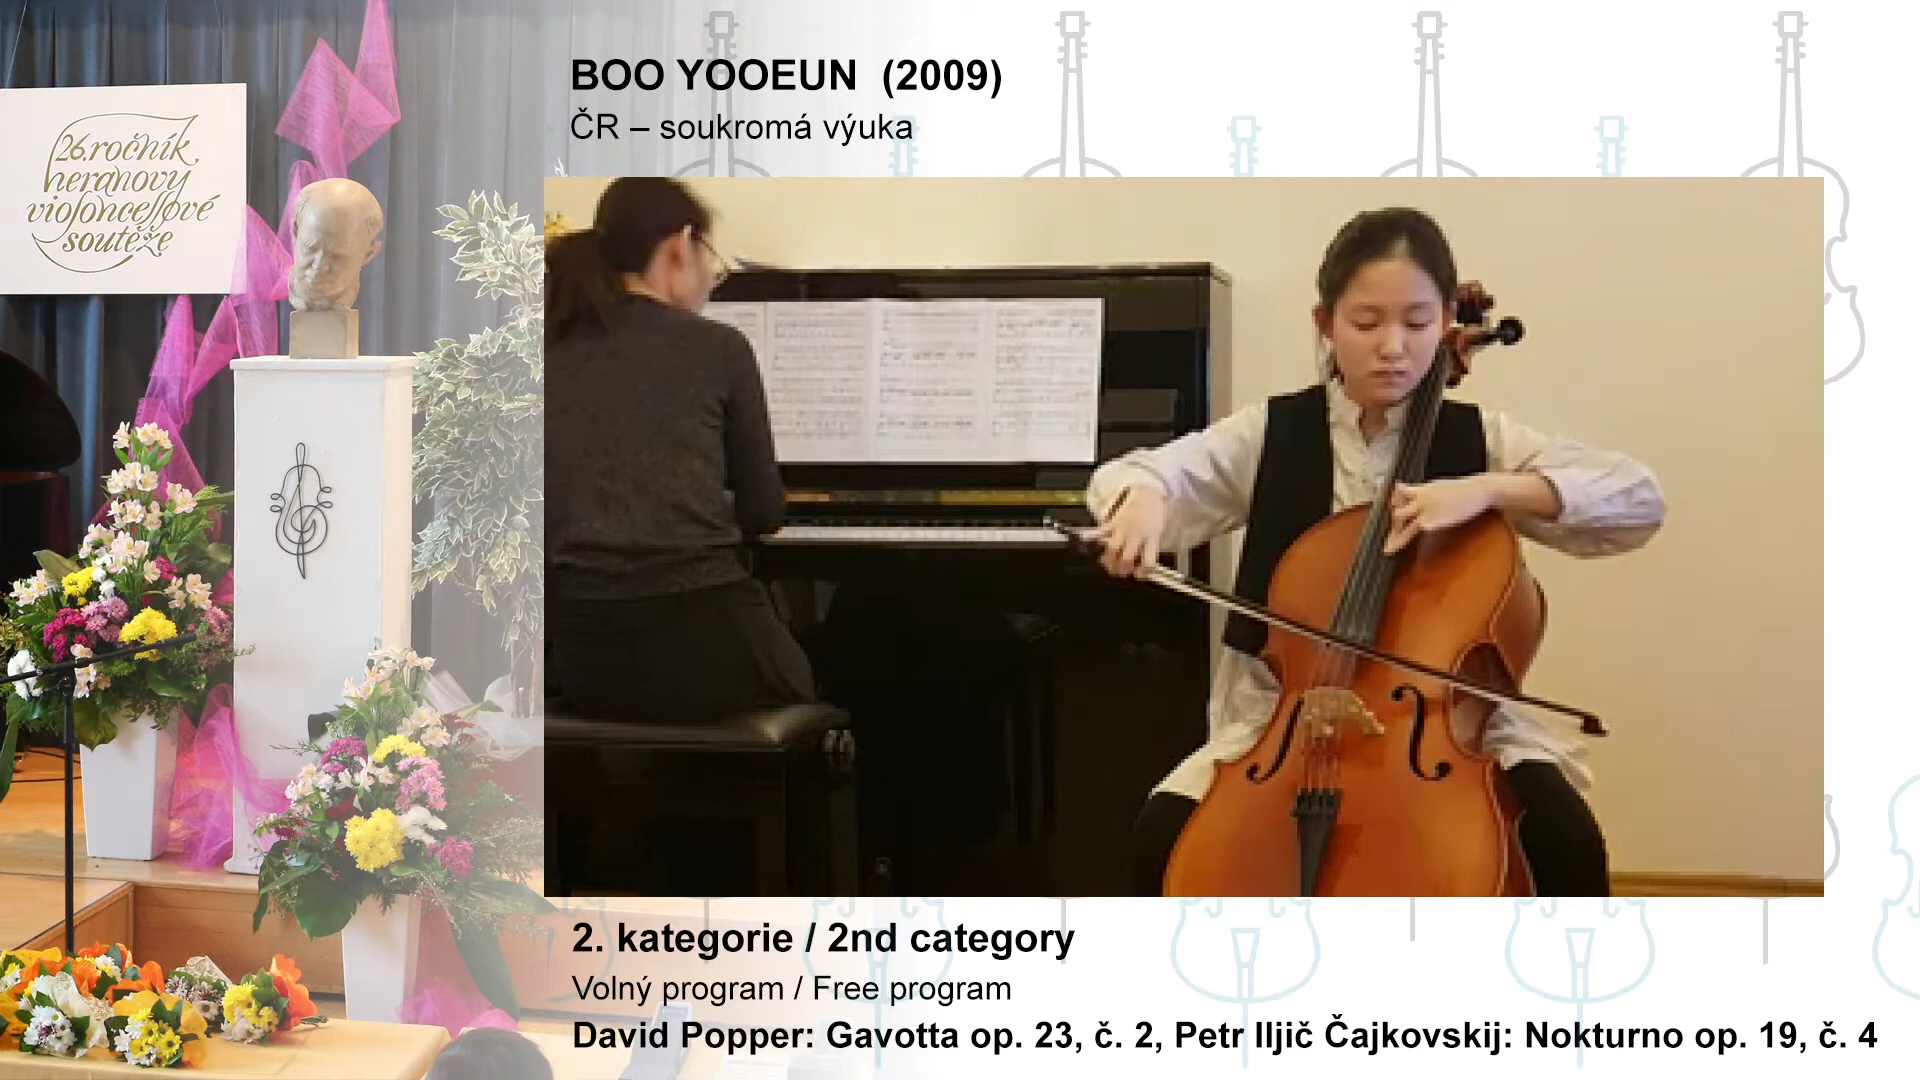 BOO YOOEUN (2009)
ČR – soukromá výuka
26. ročník
heranovy
violoncellové
soutěže
2. kategorie / 2nd category
Volný program / Free program
David Popper: Gavotta op. 23, č. 2, Petr Iljič Čajkovskij: Nokturno op. 19, č. 4